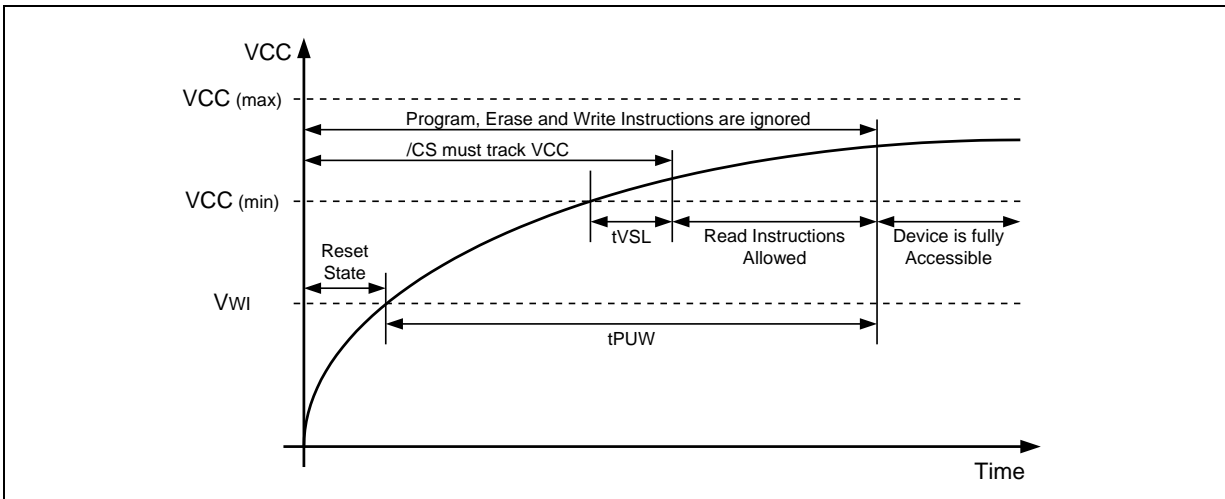 VCC
VCC (max)
Program, Erase and Write Instructions are ignored
/CS must track VCC
VCC (min)
tVSL
Read Instructions
Allowed
Device is fully
Accessible
Reset
State
VWI
tPUW
Time